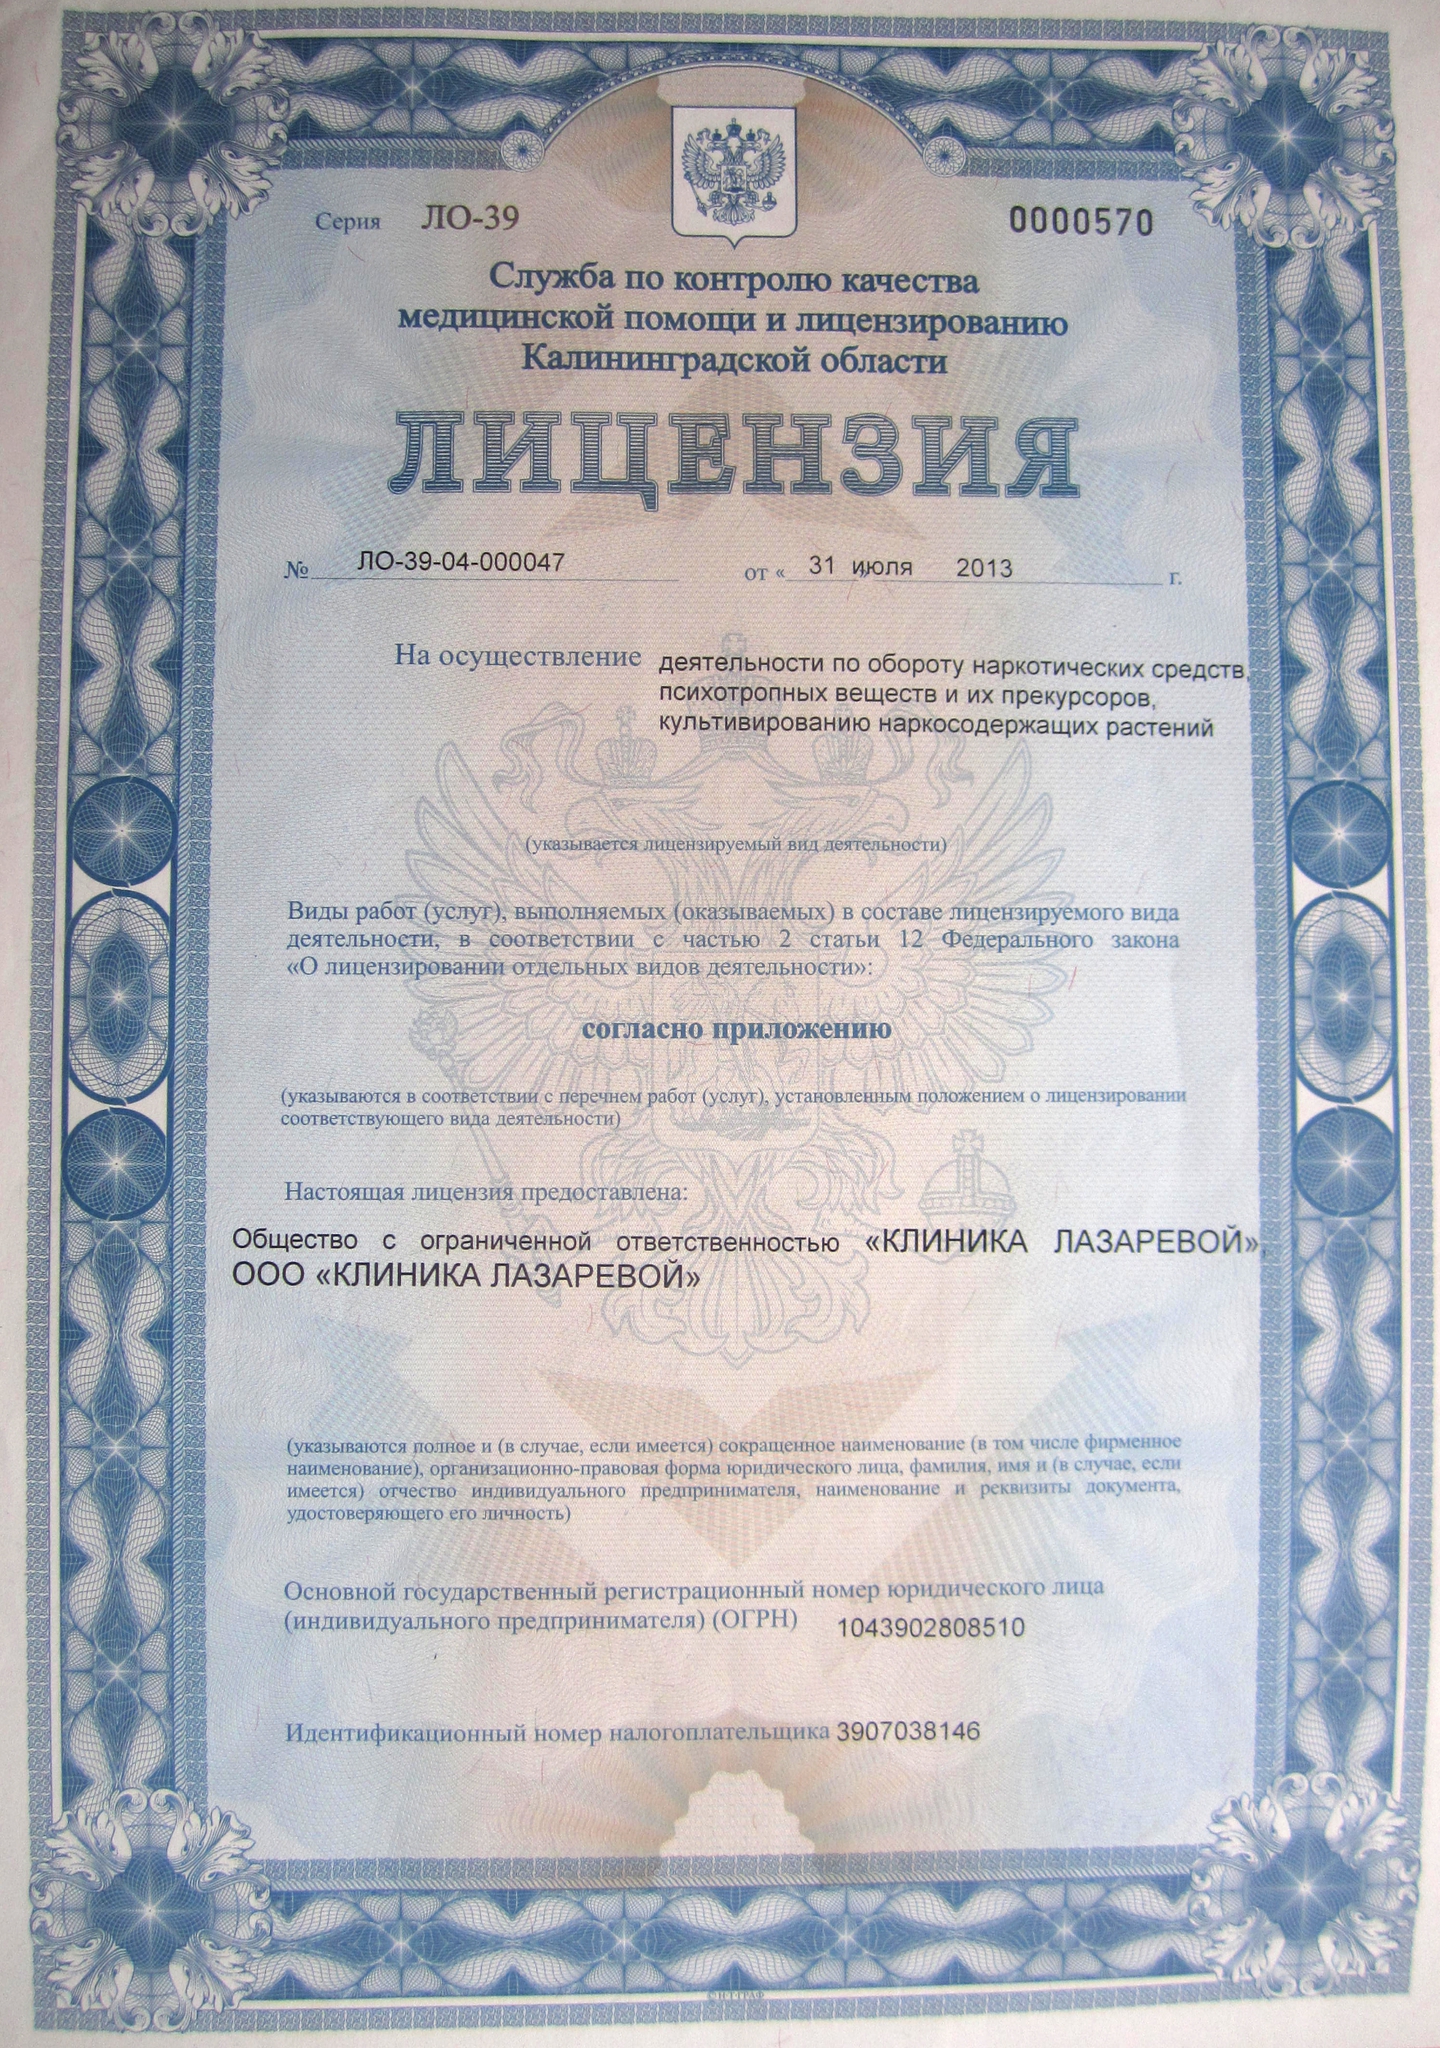 Серия ЛО-39 0000570
Служба по контролю качества
медицинской помощи и лицензированию
Калининградской области
ЛИЦЕНЗИЯ
№ ЛО-39-04-000047 от « 31 » июля 2013 г.
На осуществление деятельности по обороту наркотических средств,
психотропных веществ и их прекурсоров,
культивированию наркосодержащих растений
(указывается лицензируемый вид деятельности)
Виды работ (услуг), выполняемых (оказываемых) в составе лицензируемого вида
деятельности, в соответствии с частью 2 статьи 12 Федерального закона
«О лицензировании отдельных видов деятельности»:
согласно приложению
(указываются в соответствии с перечнем работ (услуг), установленным положением о лицензировании
соответствующего вида деятельности)
Настоящая лицензия предоставлена:
Общество с ограниченной ответственностью «КЛИНИКА ЛАЗАРЕВОЙ»,
ООО «КЛИНИКА ЛАЗАРЕВОЙ»
(указываются полное и (в случае, если имеется) сокращенное наименование (в том числе фирменное
наименование), организационно-правовая форма юридического лица, фамилия, имя и (в случае, если
имеется) отчество индивидуального предпринимателя, наименование и реквизиты документа,
удостоверяющего его личность)
Основной государственный регистрационный номер юридического лица
(индивидуального предпринимателя) (ОГРН) 1043902808510
Идентификационный номер налогоплательщика 3907038146